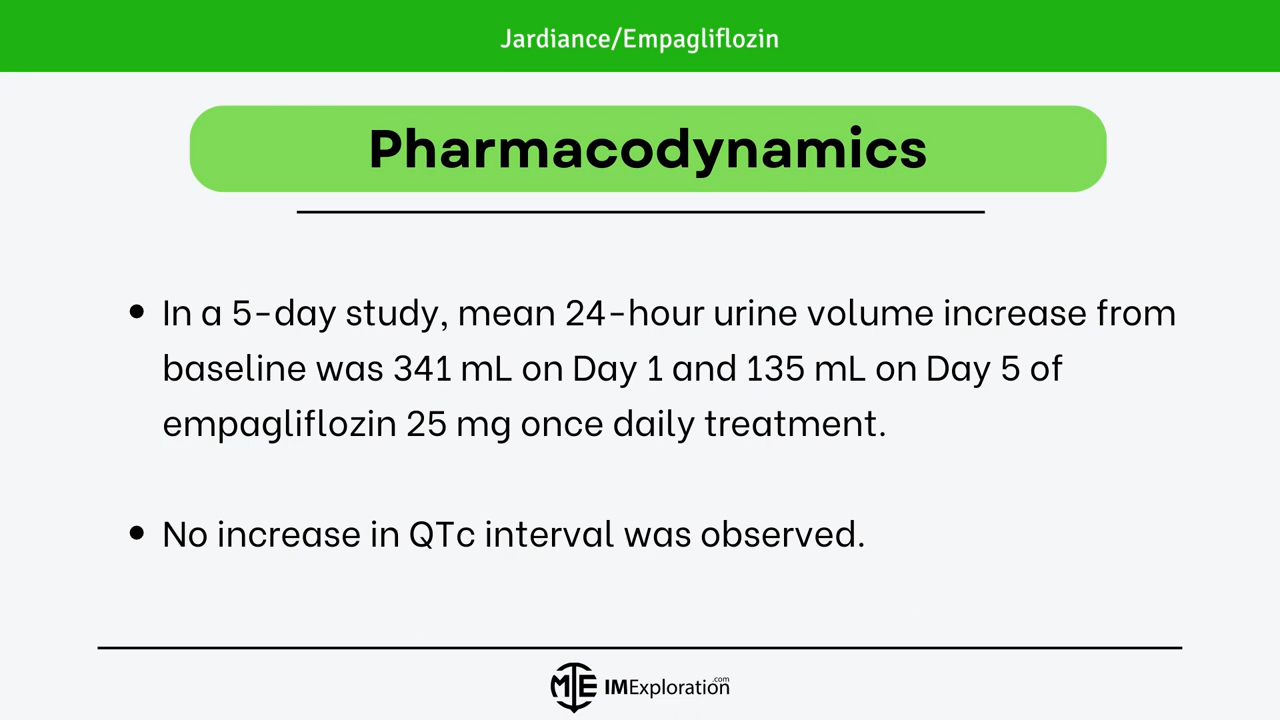 Jardiance/Empagliflozin
Pharmacodynamics
• In a 5-day study, mean 24-hour urine volume increase from
baseline was 341 mL on Day 1 and 135 mL on Day 5 of
empagliflozin 25 mg once daily treatment.
• No increase in QTc interval was observed.
MIE IMExploration.com